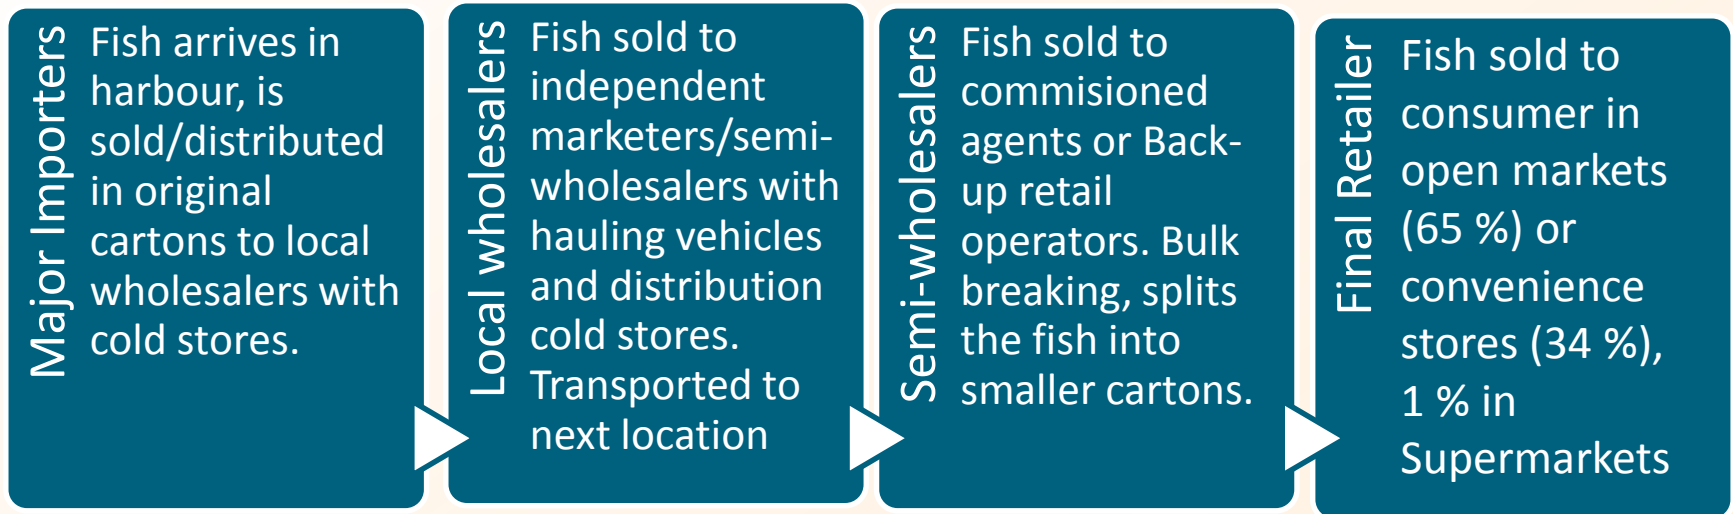 Major Importers
Fish arrives in
harbour, is
sold/distributed
in original
cartons to local
wholesalers with
cold stores.
Local wholesalers
Fish sold to
independent
marketers/semi-
wholesalers with
hauling vehicles
and distribution
cold stores.
Transported to
next location
Semi-wholesalers
Fish sold to
commisioned
agents or Back-
up retail
operators. Bulk
breaking, splits
the fish into
smaller cartons.
Final Retailer
Fish sold to
consumer in
open markets
(65 %) or
convenience
stores (34 %),
1 % in
Supermarkets